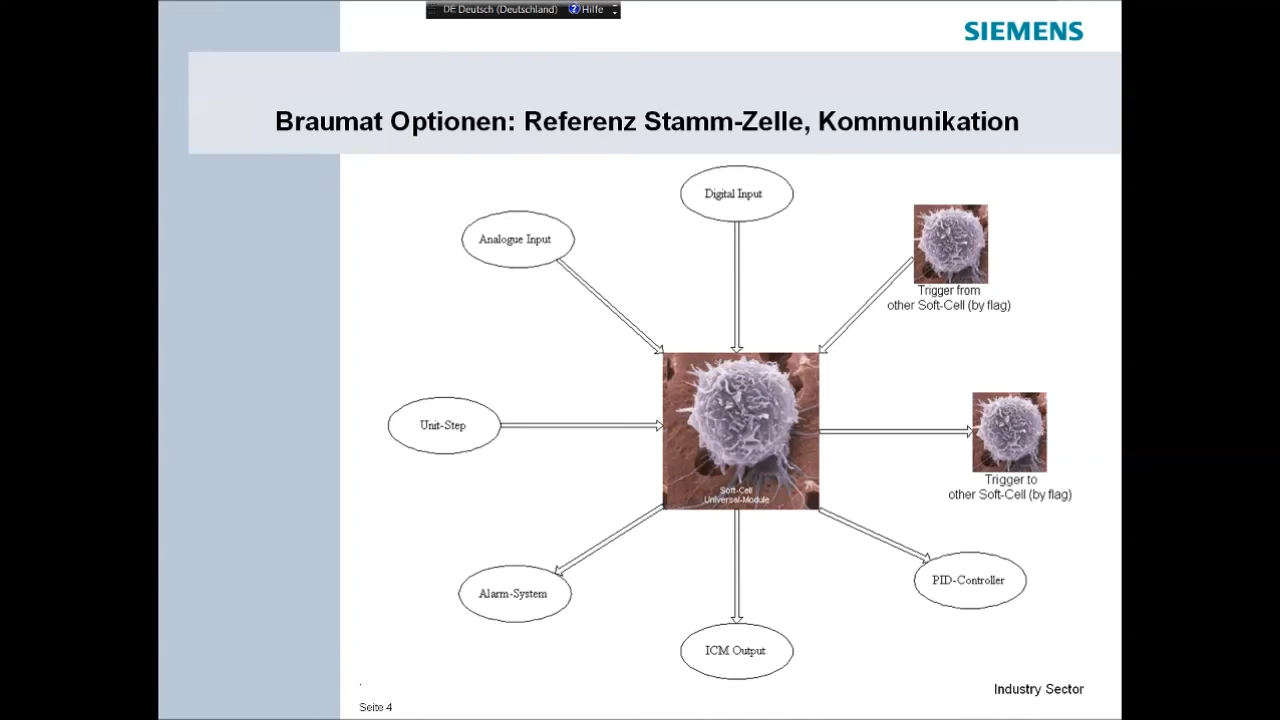 DE Deutsch (Deutschland) Hilfe
SIEMENS
Braumat Optionen: Referenz Stamm-Zelle, Kommunikation
Digital Input
Analogue Input
Trigger from
other Soft-Cell (by flag)
Unit-Step
Soft-Cell
Universal-Module
Trigger to
other Soft-Cell (by flag)
PID-Controller
Alarm-System
ICM Output
Industry Sector
Seite 4